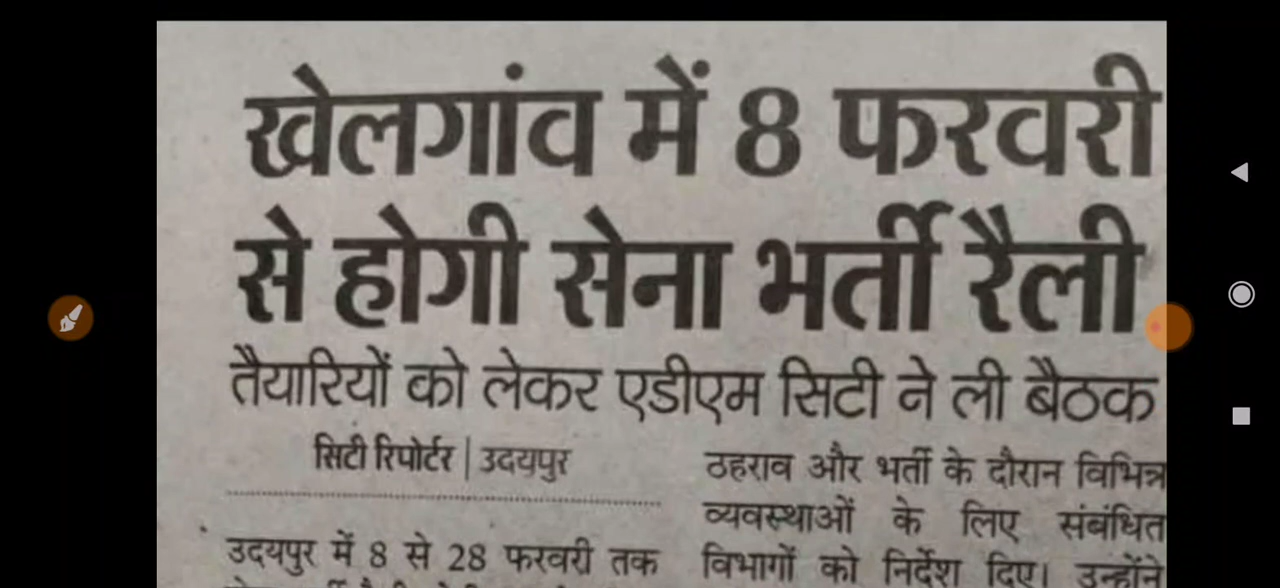 खेलगांव में 8 फरवरी
से होगी सेना भर्ती रैली
तैयारियों को लेकर एडीएम सिटी ने ली बैठक
सिटी रिपोर्टर | उदयपुर
उदयपुर में 8 से 28 फरवरी तक
ठहराव और भर्ती के दौरान विभिन्न
व्यवस्थाओं के लिए संबंधित
विभागों को निर्देश दिए। उन्होंने